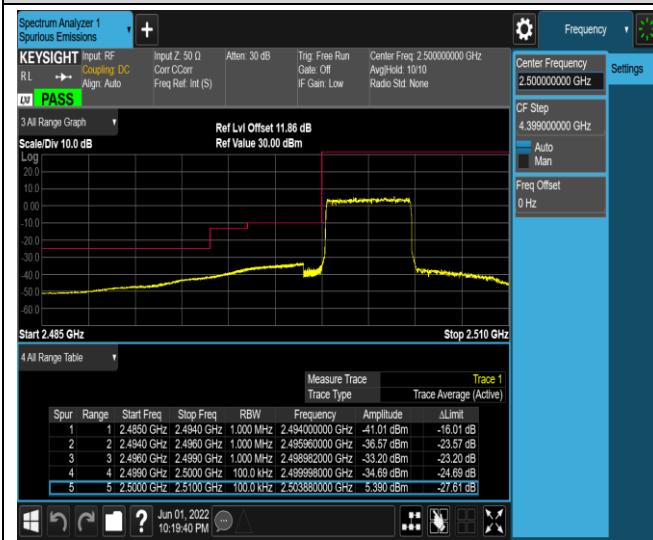 Spectrum Analyzer 1
Spurious Emissions
+
Frequency
KEYSIGHT
RL
Input: RF
Coupling: DC
Align: Auto
Input Z: 50 Ω
Corr CCorr
Freq Ref: Int (S)
Atten: 30 dB
Trig: Free Run
Gate: Off
IF Gain: Low
Center Freq: 2.500000000 GHz
Avg|Hold: 10/10
Radio Std: None
LXI PASS
Center Frequency
2.500000000 GHz
Settings
CF Step
4.399000000 GHz
Auto
Man
Freq Offset
0 Hz
3 All Range Graph
Scale/Div 10.0 dB
Ref Lvl Offset 11.86 dB
Ref Value 30.00 dBm
Log
20.0
10.0
0.00
-10.0
-20.0
-30.0
-40.0
-50.0
-60.0
Start 2.485 GHz Stop 2.510 GHz
4 All Range Table
Measure Trace Trace 1
Trace Type Trace Average (Active)
Spur Range Start Freq Stop Freq RBW Frequency Amplitude ΔLimit
1 1 2.4850 GHz 2.4940 GHz 1.000 MHz 2.494000000 GHz -41.01 dBm -16.01 dB
2 2 2.4940 GHz 2.4960 GHz 1.000 MHz 2.495960000 GHz -36.57 dBm -23.57 dB
3 3 2.4960 GHz 2.4990 GHz 1.000 MHz 2.498982000 GHz -33.20 dBm -23.20 dB
4 4 2.4990 GHz 2.5000 GHz 100.0 kHz 2.499998000 GHz -34.69 dBm -24.69 dB
5 5 2.5000 GHz 2.5100 GHz 100.0 kHz 2.503880000 GHz 5.390 dBm -27.61 dB
?
Jun 01, 2022
10:19:40 PM